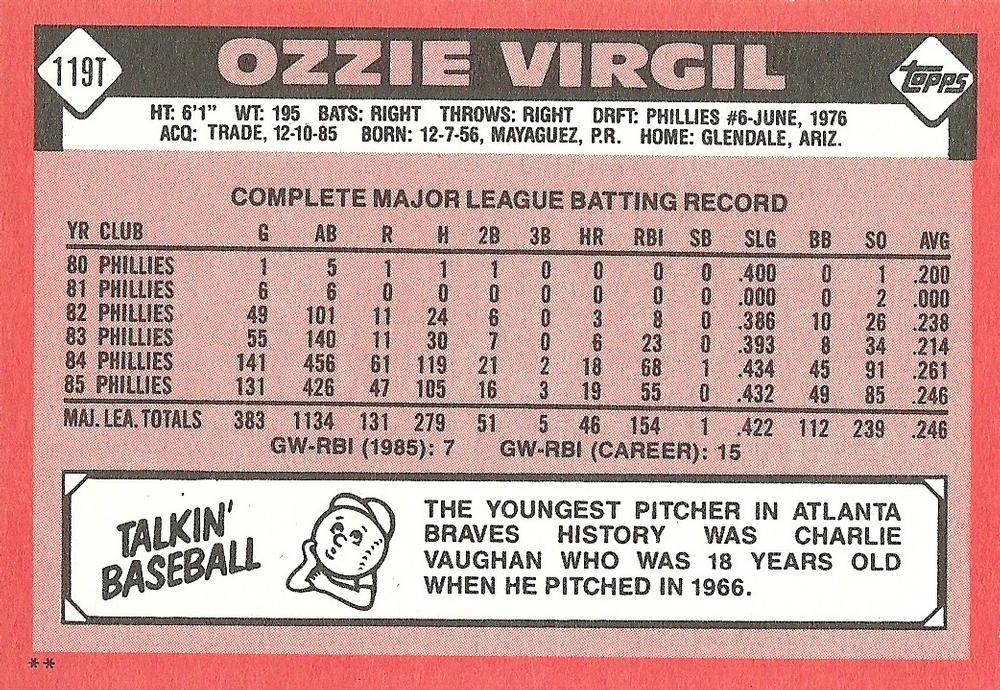 119T
OZZIE VIRGIL
topps
HT: 6'1" WT: 195 BATS: RIGHT THROWS: RIGHT DRFT: PHILLIES #6-JUNE, 1976
ACQ: TRADE, 12-10-85 BORN: 12-7-56, MAYAGUEZ, P.R. HOME: GLENDALE, ARIZ.
COMPLETE MAJOR LEAGUE BATTING RECORD
YR CLUB G AB R H 2B 3B HR RBI SB SLG BB SO AVG
80 PHILLIES 1 5 1 1 1 0 0 0 0 .400 0 1 .200
81 PHILLIES 6 6 0 0 0 0 0 0 0 .000 0 2 .000
82 PHILLIES 49 101 11 24 6 0 3 8 0 .386 10 26 .238
83 PHILLIES 55 140 11 30 7 0 6 23 0 .393 8 34 .214
84 PHILLIES 141 456 61 119 21 2 18 68 1 .434 45 91 .261
85 PHILLIES 131 426 47 105 16 3 19 55 0 .432 49 85 .246
MAJ. LEA. TOTALS 383 1134 131 279 51 5 46 154 1 .422 112 239 .246
GW-RBI (1985): 7 GW-RBI (CAREER): 15
TALKIN'
BASEBALL
THE YOUNGEST PITCHER IN ATLANTA
BRAVES HISTORY WAS CHARLIE
VAUGHAN WHO WAS 18 YEARS OLD
WHEN HE PITCHED IN 1966.
**